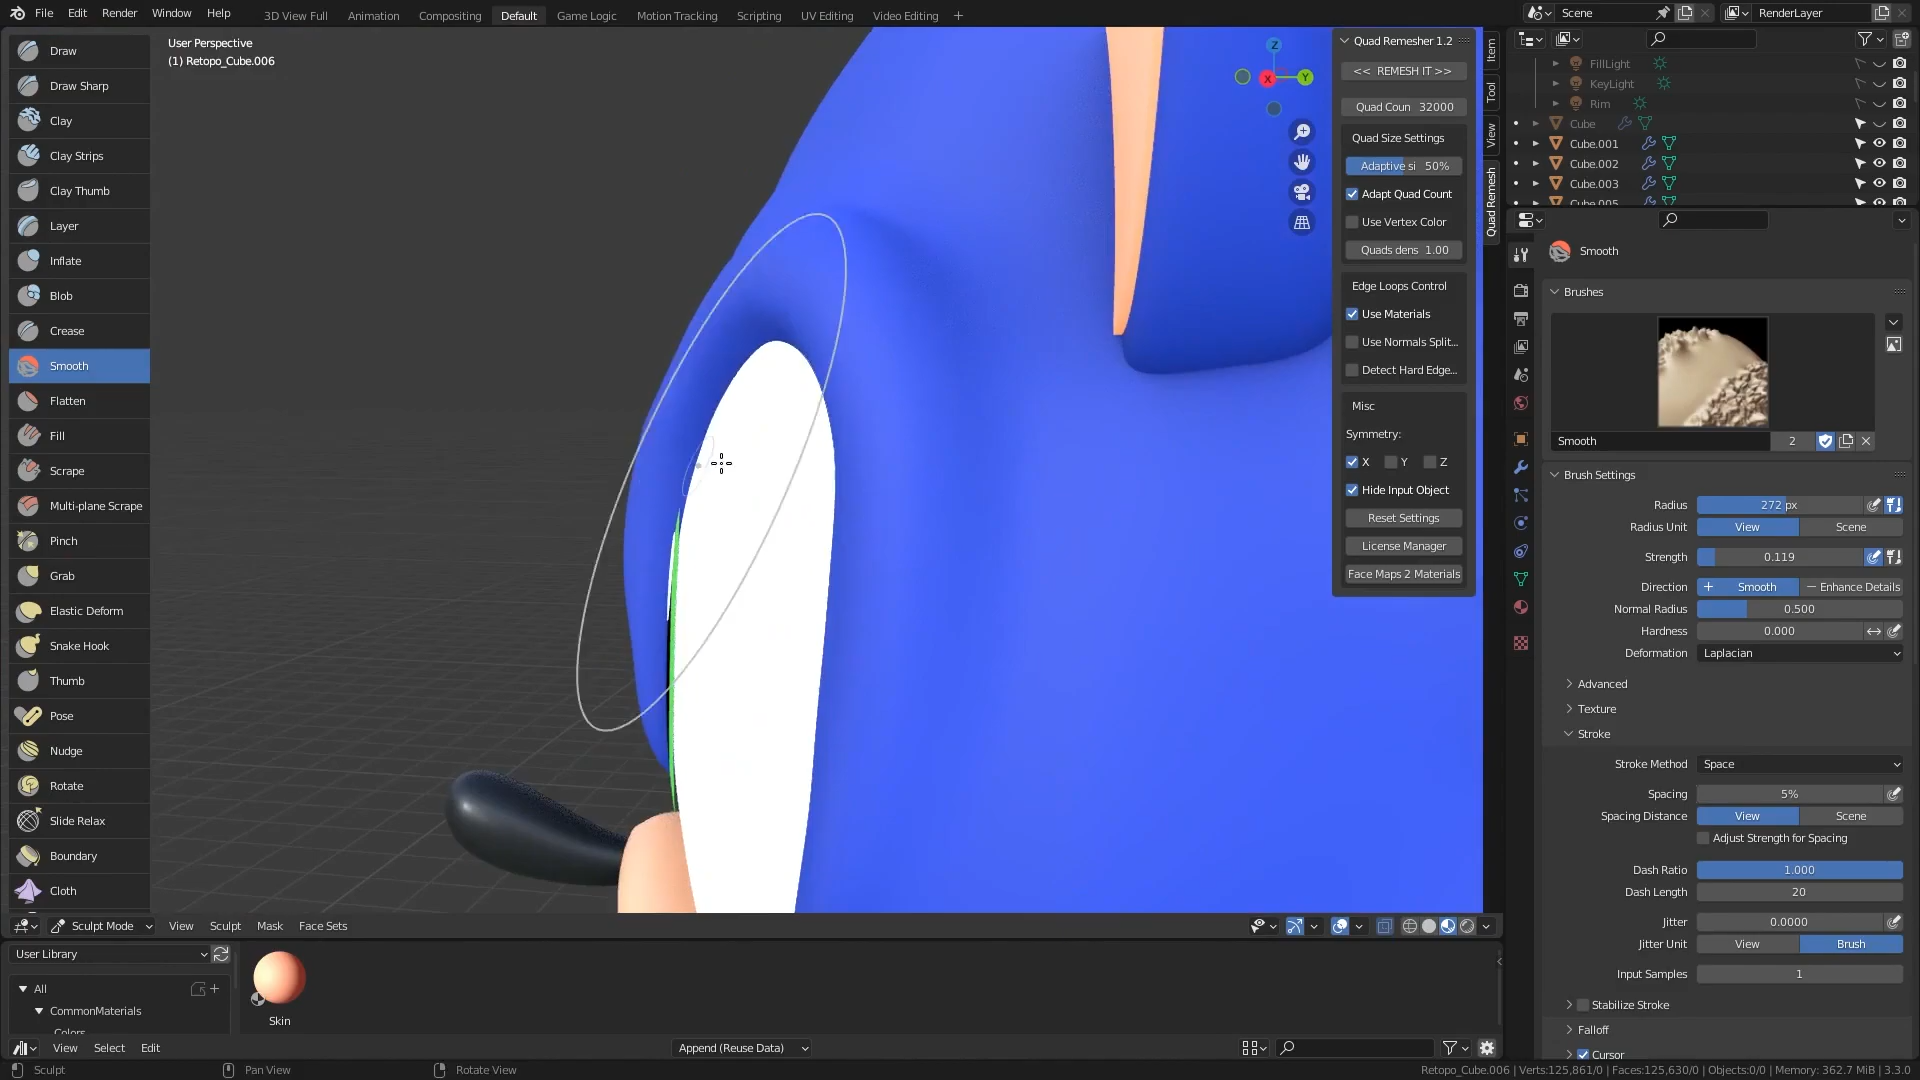 File Edit Render Window Help
3D View Full Animation Compositing Default Game Logic Motion Tracking Scripting UV Editing Video Editing +
Scene
RenderLayer
User Perspective
(1) Retopo_Cube.006
Draw
Draw Sharp
Clay
Clay Strips
Clay Thumb
Layer
Inflate
Blob
Crease
Smooth
Flatten
Fill
Scrape
Multi-plane Scrape
Pinch
Grab
Elastic Deform
Snake Hook
Thumb
Pose
Nudge
Rotate
Slide Relax
Boundary
Cloth
Z
X
Y
Quad Remesher 1.2
<< REMESH IT >>
Quad Coun 32000
Quad Size Settings
Adaptive si 50%
Adapt Quad Count
Use Vertex Color
Quads dens 1.00
Edge Loops Control
Use Materials
Use Normals Split...
Detect Hard Edge...
Misc
Symmetry:
X Y Z
Hide Input Object
Reset Settings
License Manager
Face Maps 2 Materials
Item
Tool
View
Quad Remesh
FillLight
KeyLight
Rim
Cube
Cube.001
Cube.002
Cube.003
Cube.005
Smooth
Brushes
Smooth 2
Brush Settings
Radius 272 px
Radius Unit View Scene
Strength 0.119
Direction + Smooth − Enhance Details
Normal Radius 0.500
Hardness 0.000
Deformation Laplacian
Advanced
Texture
Stroke
Stroke Method Space
Spacing 5%
Spacing Distance View Scene
Adjust Strength for Spacing
Dash Ratio 1.000
Dash Length 20
Jitter 0.0000
Jitter Unit View Brush
Input Samples 1
Stabilize Stroke
Falloff
Cursor
Sculpt Mode View Sculpt Mask Face Sets
User Library
All
CommonMaterials
Colors
Skin
View Select Edit
Append (Reuse Data)
Sculpt Pan View Rotate View
Retopo_Cube.006 | Verts:125,861/0 | Faces:125,630/0 | Objects:0/0 | Memory: 362.7 MiB | 3.3.0